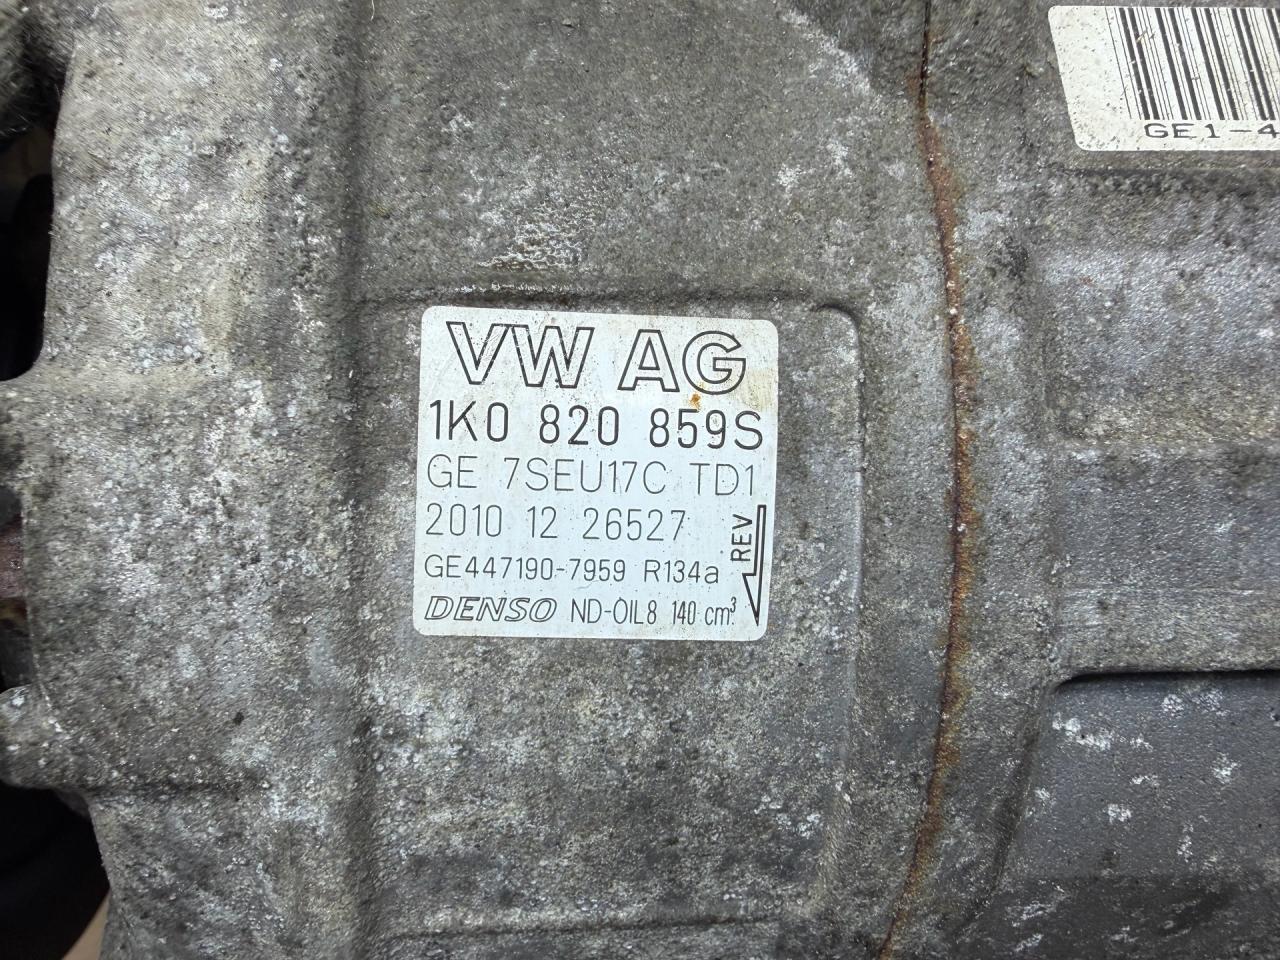 GE1-4
VW AG
1K0 820 859S
GE 7SEU17C TD1
2010 12 26527
REV
GE447190-7959 R134a
DENSO ND-OIL8 140 cm³